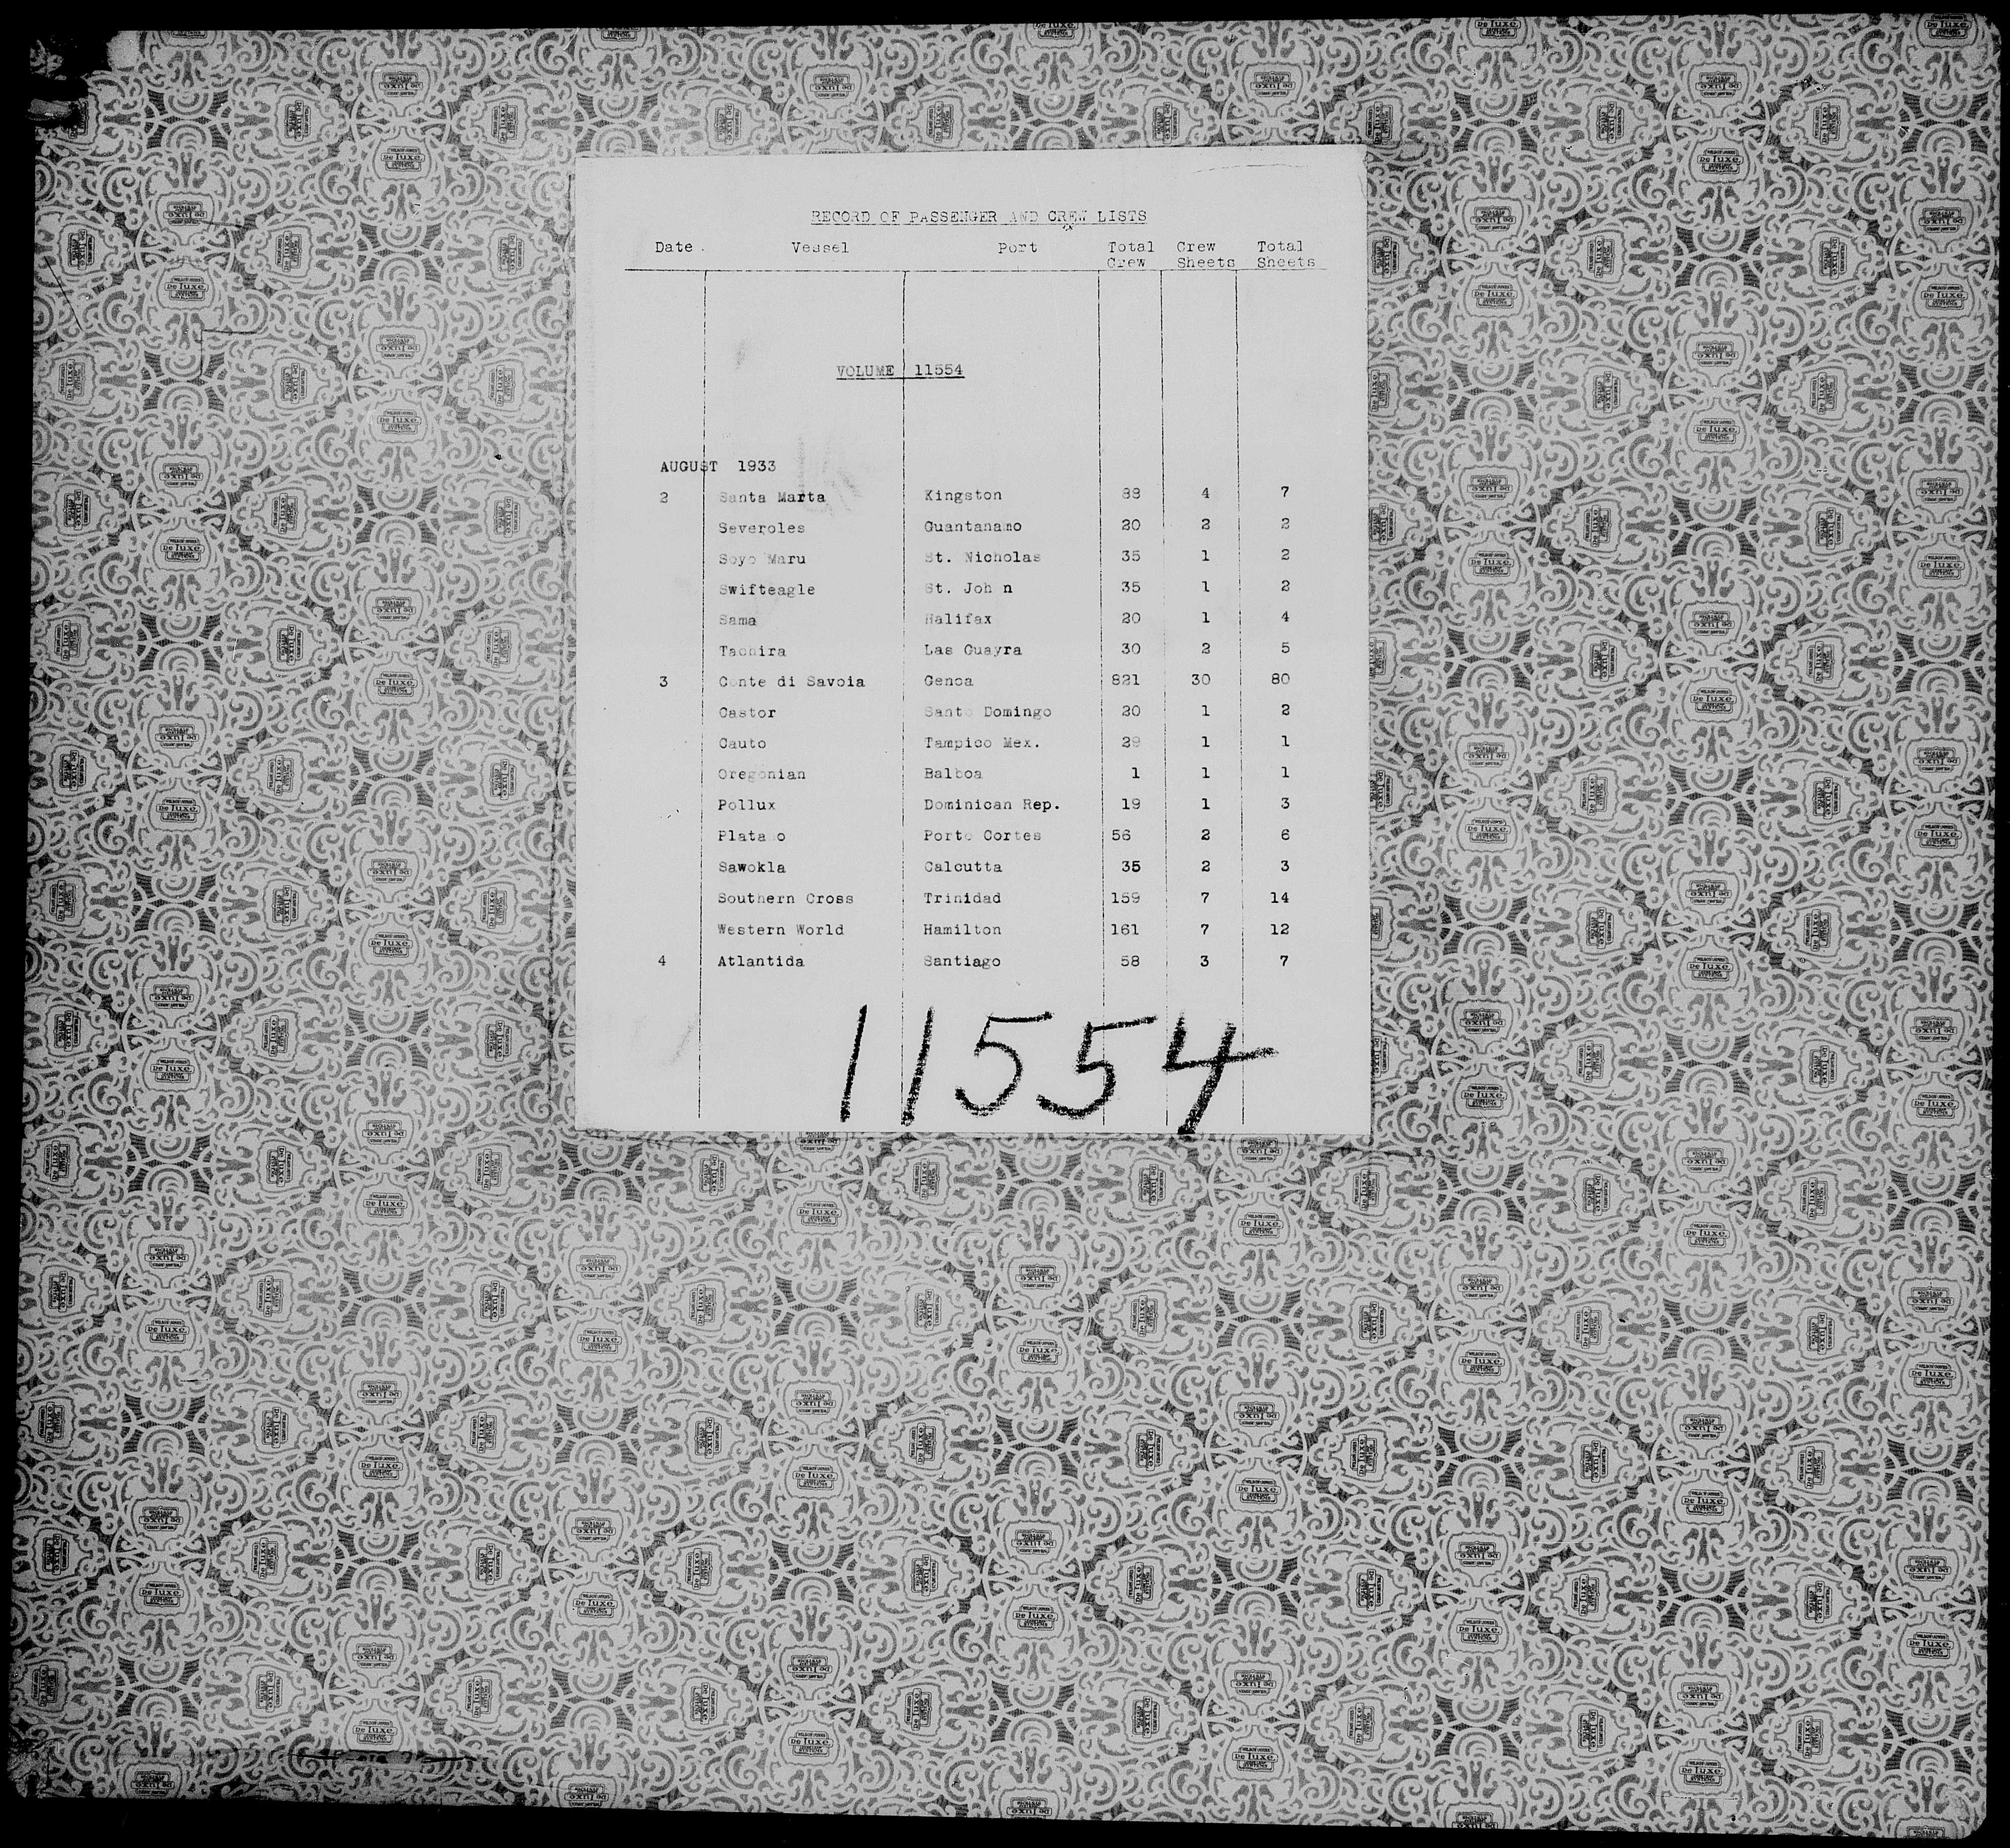 RECORD OF PASSENGER AND CREW LISTS
Date Vessel Port Total Crew Crew Sheets Total Sheets
VOLUME 11554
AUGUST 1933
2 Santa Marta Kingston 88 4 7
Severoles Guantanamo 20 2 2
Soyo Maru St. Nicholas 35 1 2
Swifteagle St. Joh n 35 1 2
Sama Halifax 20 1 4
Tachira Las Guayra 30 2 5
3 Conte di Savoia Genoa 821 30 80
Castor Santo Domingo 20 1 2
Cauto Tampico Mex. 29 1 1
Oregonian Balboa 1 1 1
Pollux Dominican Rep. 19 1 3
Platano Porto Cortes 56 2 6
Sawokla Calcutta 35 2 3
Southern Cross Trinidad 159 7 14
Western World Hamilton 161 7 12
4 Atlantida Santiago 58 3 7
11554
De Luxe